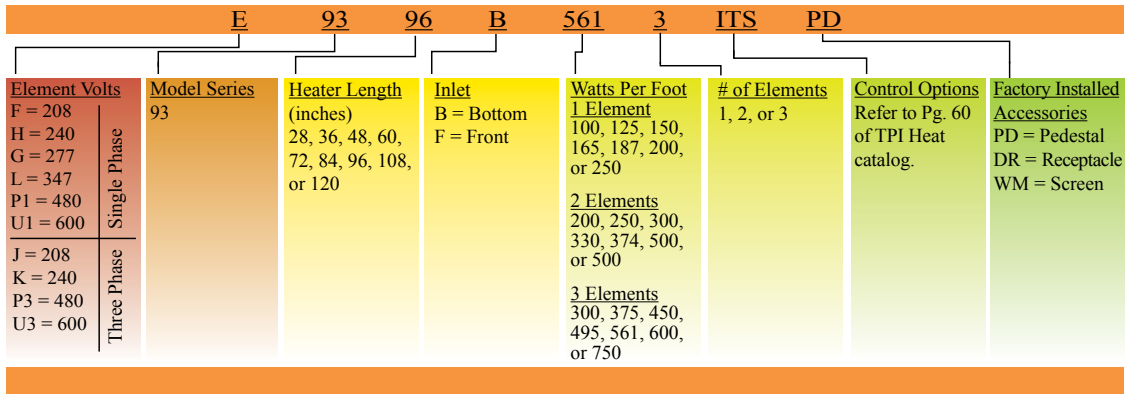 E 93 96 B 561 3 ITS PD
Element Volts
F = 208
H = 240
G = 277
L = 347
P1 = 480
U1 = 600
Single Phase
J = 208
K = 240
P3 = 480
U3 = 600
Three Phase
Model Series
93
Heater Length
(inches)
28, 36, 48, 60,
72, 84, 96, 108,
or 120
Inlet
B = Bottom
F = Front
Watts Per Foot
1 Element
100, 125, 150,
165, 187, 200,
or 250
2 Elements
200, 250, 300,
330, 374, 500,
or 500
3 Elements
300, 375, 450,
495, 561, 600,
or 750
# of Elements
1, 2, or 3
Control Options
Refer to Pg. 60
of TPI Heat
catalog.
Factory Installed
Accessories
PD = Pedestal
DR = Receptacle
WM = Screen